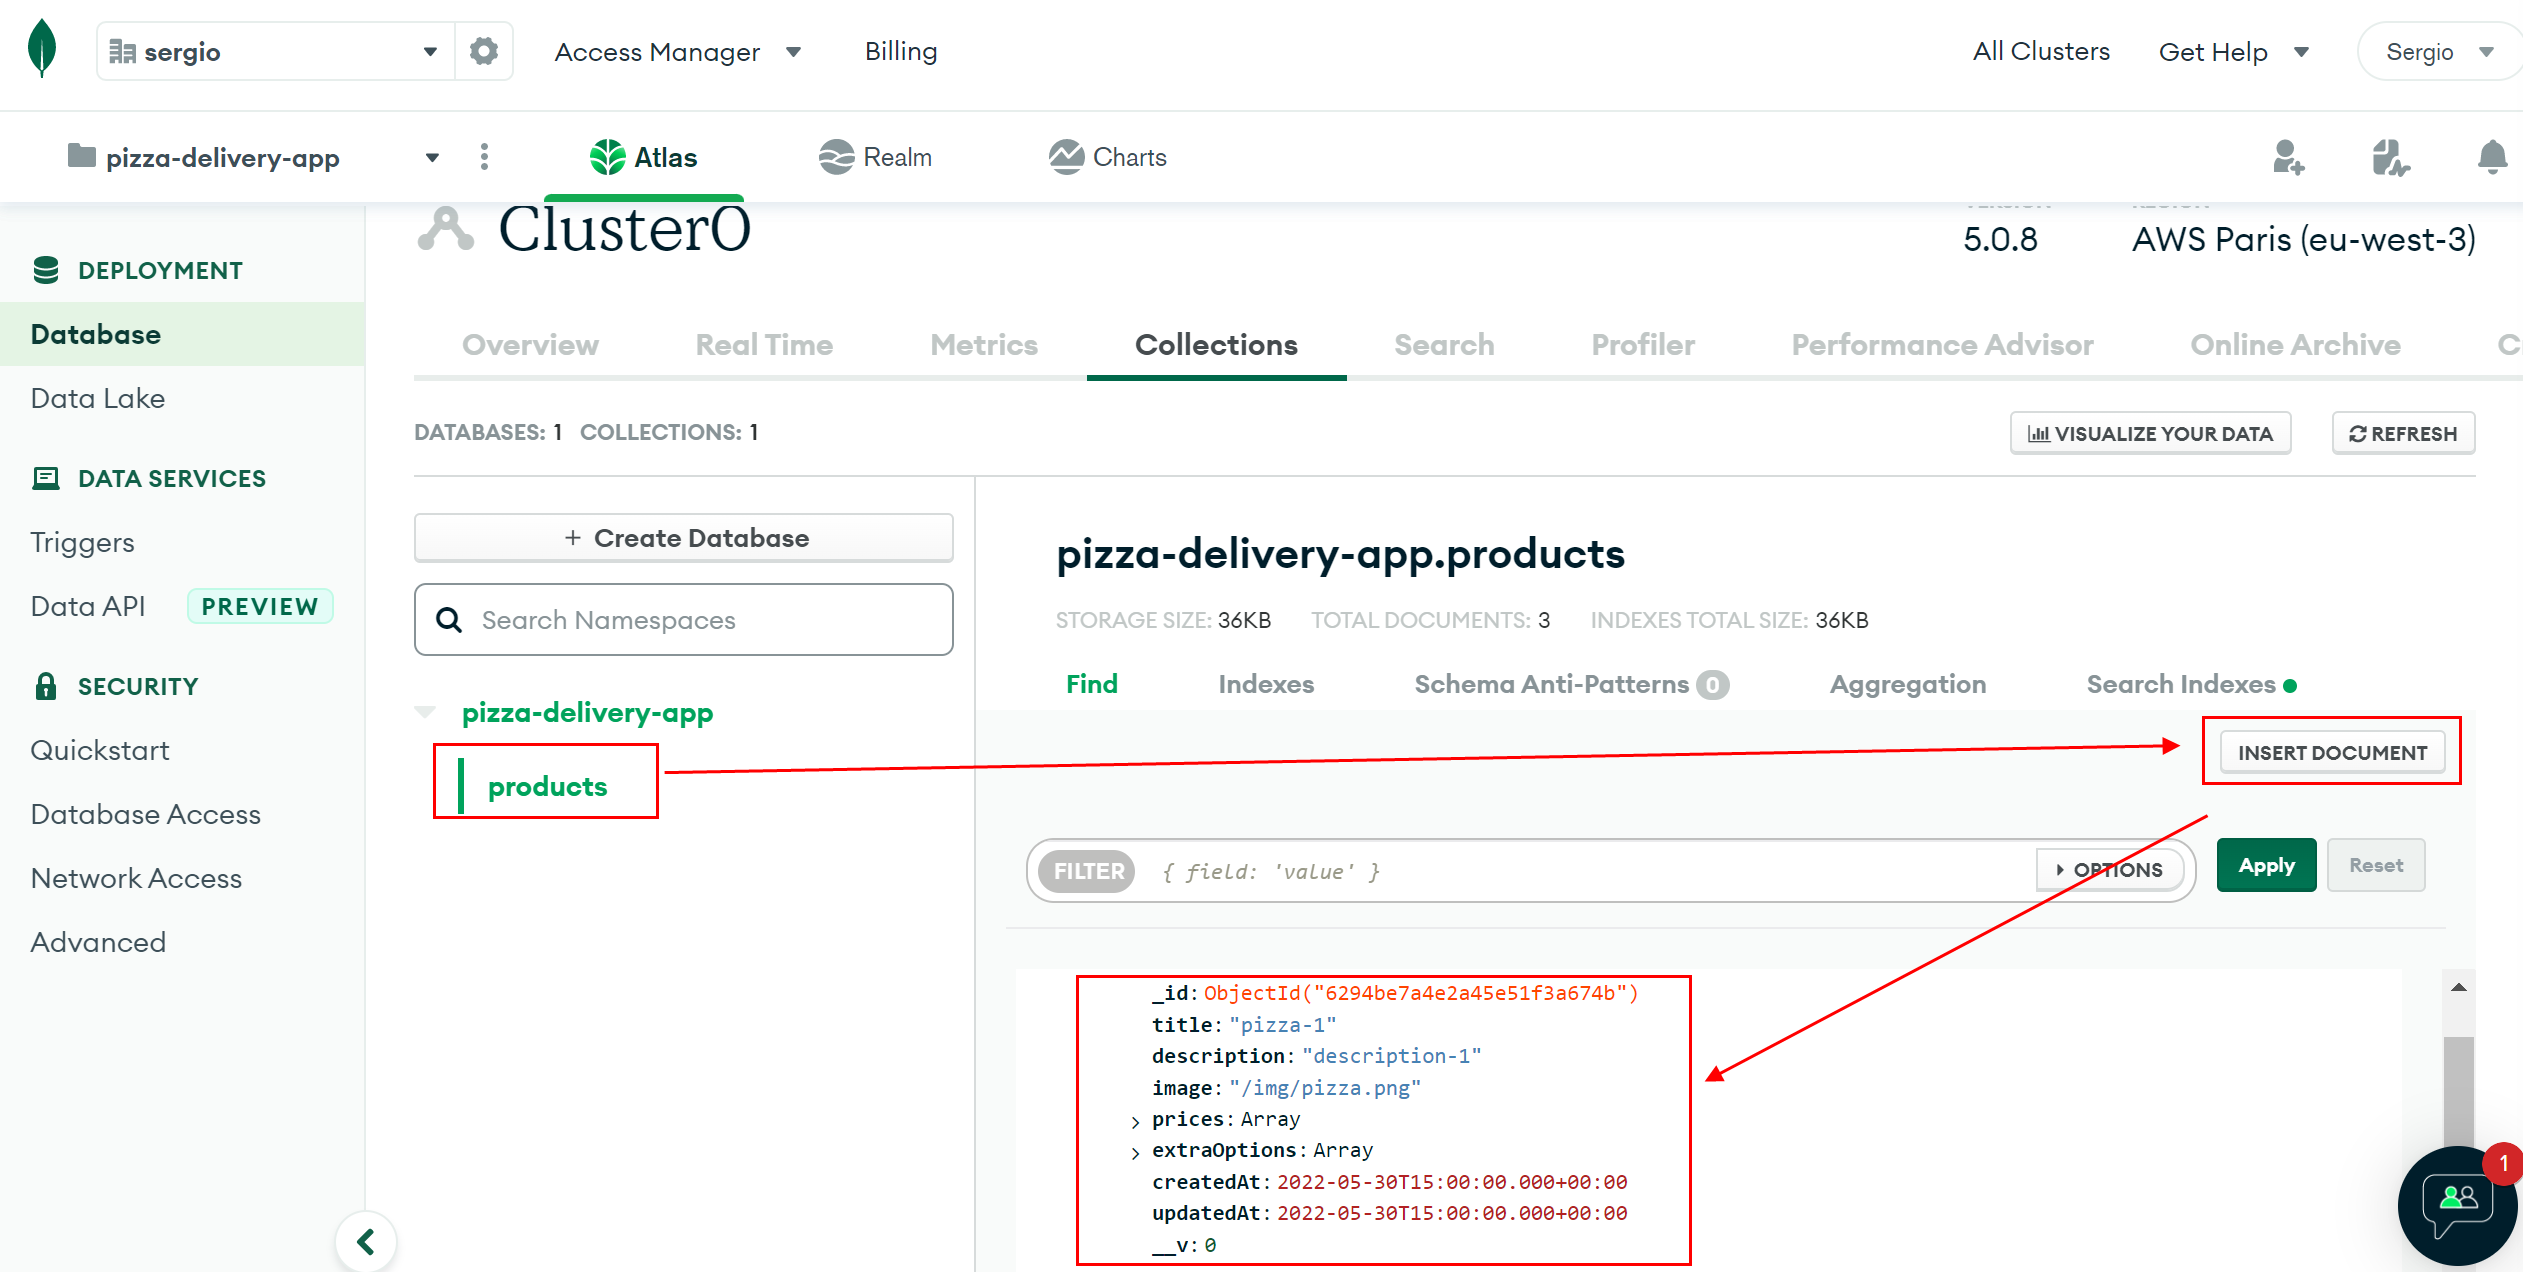 sergio
Access Manager
Billing
All Clusters
Get Help
Sergio
pizza-delivery-app
Atlas
Realm
Charts
Cluster0
5.0.8
AWS Paris (eu-west-3)
DEPLOYMENT
Database
Data Lake
DATA SERVICES
Triggers
Data API PREVIEW
SECURITY
Quickstart
Database Access
Network Access
Advanced
Overview
Real Time
Metrics
Collections
Search
Profiler
Performance Advisor
Online Archive
DATABASES: 1 COLLECTIONS: 1
VISUALIZE YOUR DATA
REFRESH
+ Create Database
Search Namespaces
pizza-delivery-app
products
pizza-delivery-app.products
STORAGE SIZE: 36KB TOTAL DOCUMENTS: 3 INDEXES TOTAL SIZE: 36KB
Find
Indexes
Schema Anti-Patterns 0
Aggregation
Search Indexes
INSERT DOCUMENT
FILTER { field: 'value' }
OPTIONS
Apply
Reset
_id: ObjectId("6294be7a4e2a45e51f3a674b")
title: "pizza-1"
description: "description-1"
image: "/img/pizza.png"
prices: Array
extraOptions: Array
createdAt: 2022-05-30T15:00:00.000+00:00
updatedAt: 2022-05-30T15:00:00.000+00:00
__v: 0
1